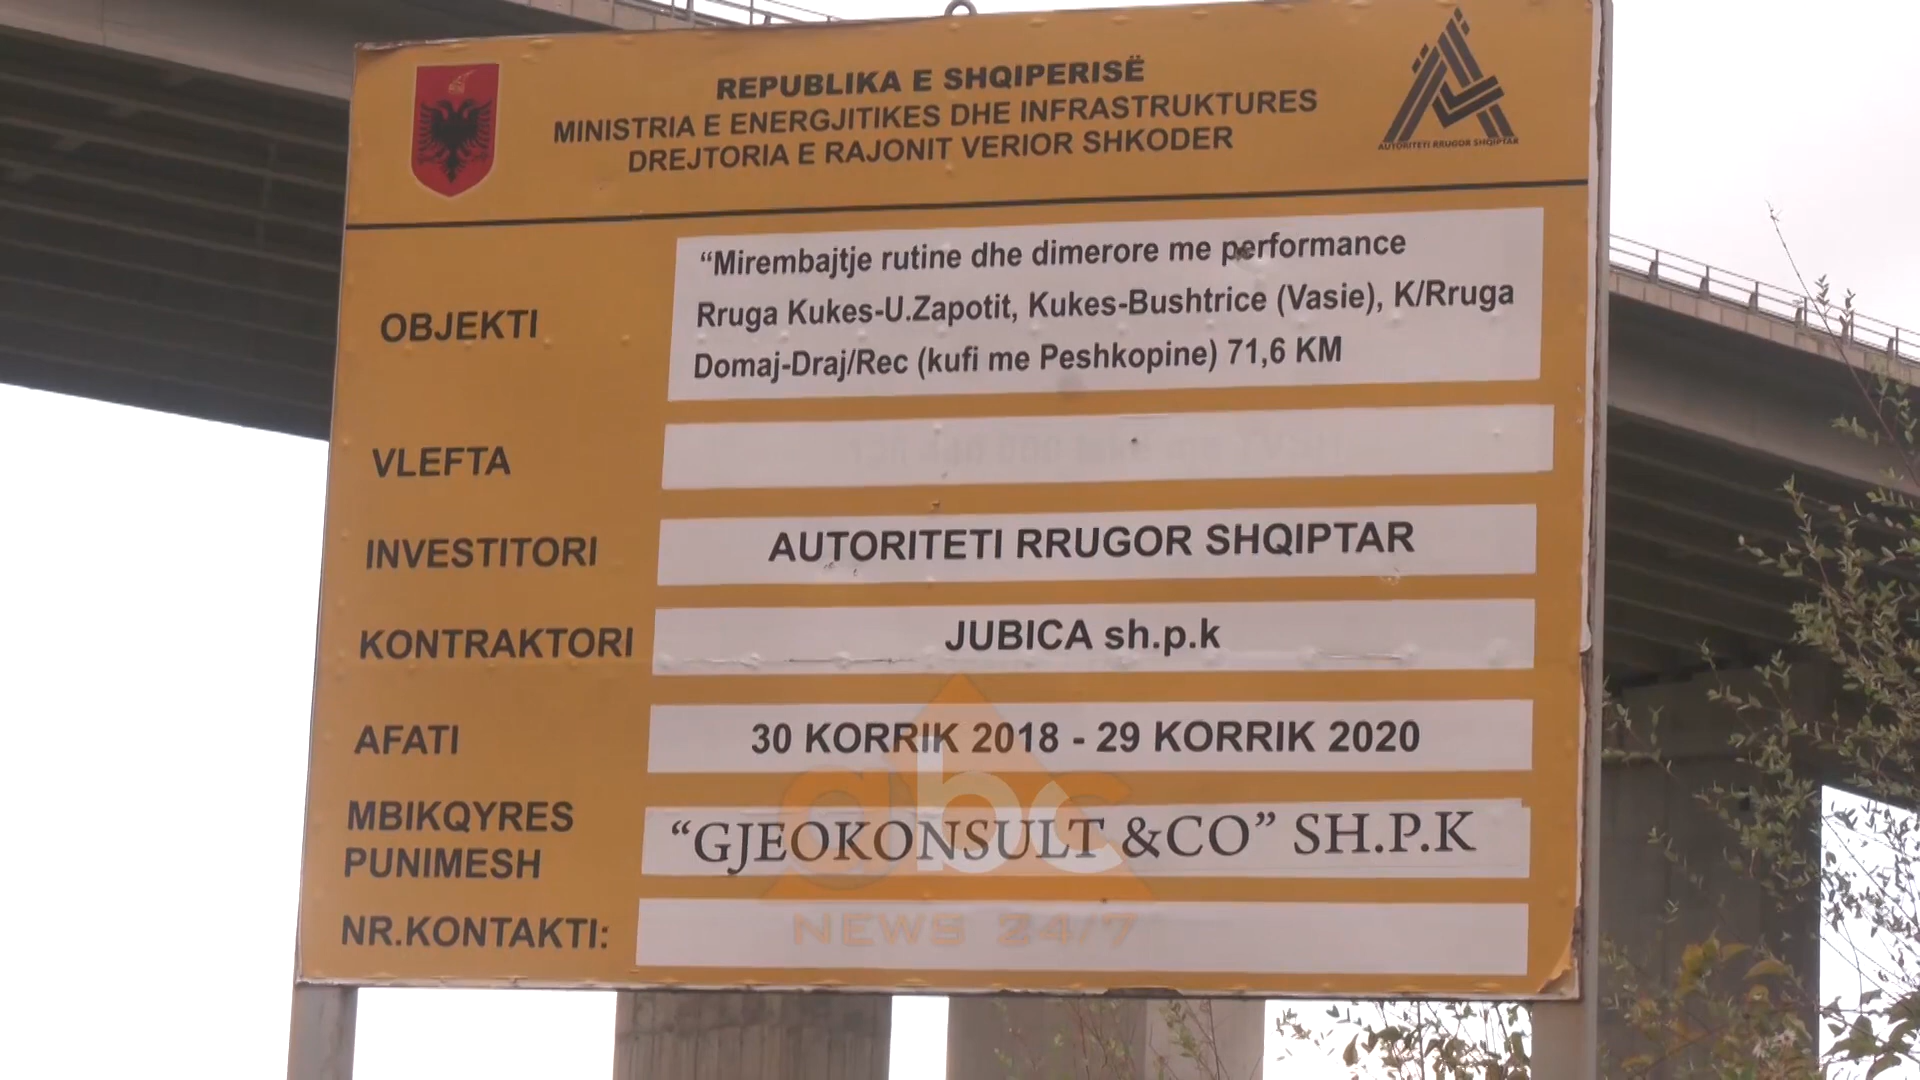 REPUBLIKA E SHQIPERISË
MINISTRIA E ENERGJITIKES DHE INFRASTRUKTURES
DREJTORIA E RAJONIT VERIOR SHKODER
AUTORITETI RRUGOR SHQIPTAR
OBJEKTI
“Mirembajtje rutine dhe dimerore me performance
Rruga Kukes-U.Zapotit, Kukes-Bushtrice (Vasie), K/Rruga
Domaj-Draj/Rec (kufi me Peshkopine) 71,6 KM
VLEFTA
INVESTITORI AUTORITETI RRUGOR SHQIPTAR
KONTRAKTORI JUBICA sh.p.k
AFATI 30 KORRIK 2018 - 29 KORRIK 2020
MBIKQYRES
PUNIMESH
“GJEOKONSULT &CO” SH.P.K
NR.KONTAKTI:
abc
NEWS 24/7